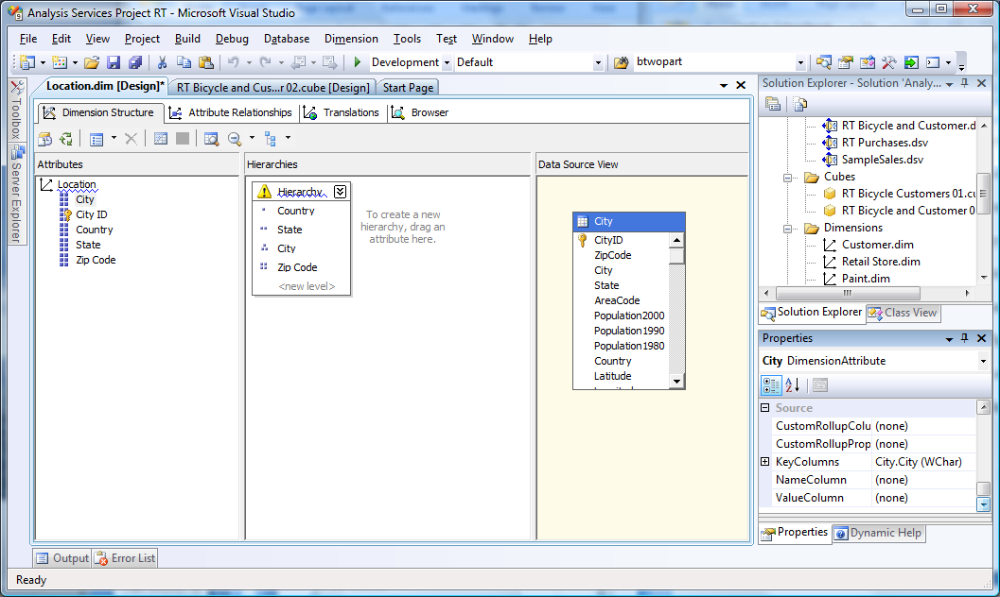 Analysis Services Project RT - Microsoft Visual Studio
File Edit View Project Build Debug Database Dimension Tools Test Window Help
Development Default btwopart
Location.dim [Design]* RT Bicycle and Cus...r 02.cube [Design] Start Page
Dimension Structure Attribute Relationships Translations Browser
Toolbox
Server Explorer
Attributes
Location
City
City ID
Country
State
Zip Code
Hierarchies
Hierarchy
Country
State
City
Zip Code
<new level>
To create a new
hierarchy, drag an
attribute here.
Data Source View
City
CityID
ZipCode
City
State
AreaCode
Population2000
Population1990
Population1980
Country
Latitude
Solution Explorer - Solution 'Analy...
RT Bicycle and Customer.d
RT Purchases.dsv
SampleSales.dsv
Cubes
RT Bicycle Customers 01.cu
RT Bicycle and Customer 0
Dimensions
Customer.dim
Retail Store.dim
Paint.dim
Solution Explorer Class View
Properties
City DimensionAttribute
Source
CustomRollupColu (none)
CustomRollupProp (none)
KeyColumns City.City (WChar)
NameColumn (none)
ValueColumn (none)
Properties Dynamic Help
Output Error List
Ready